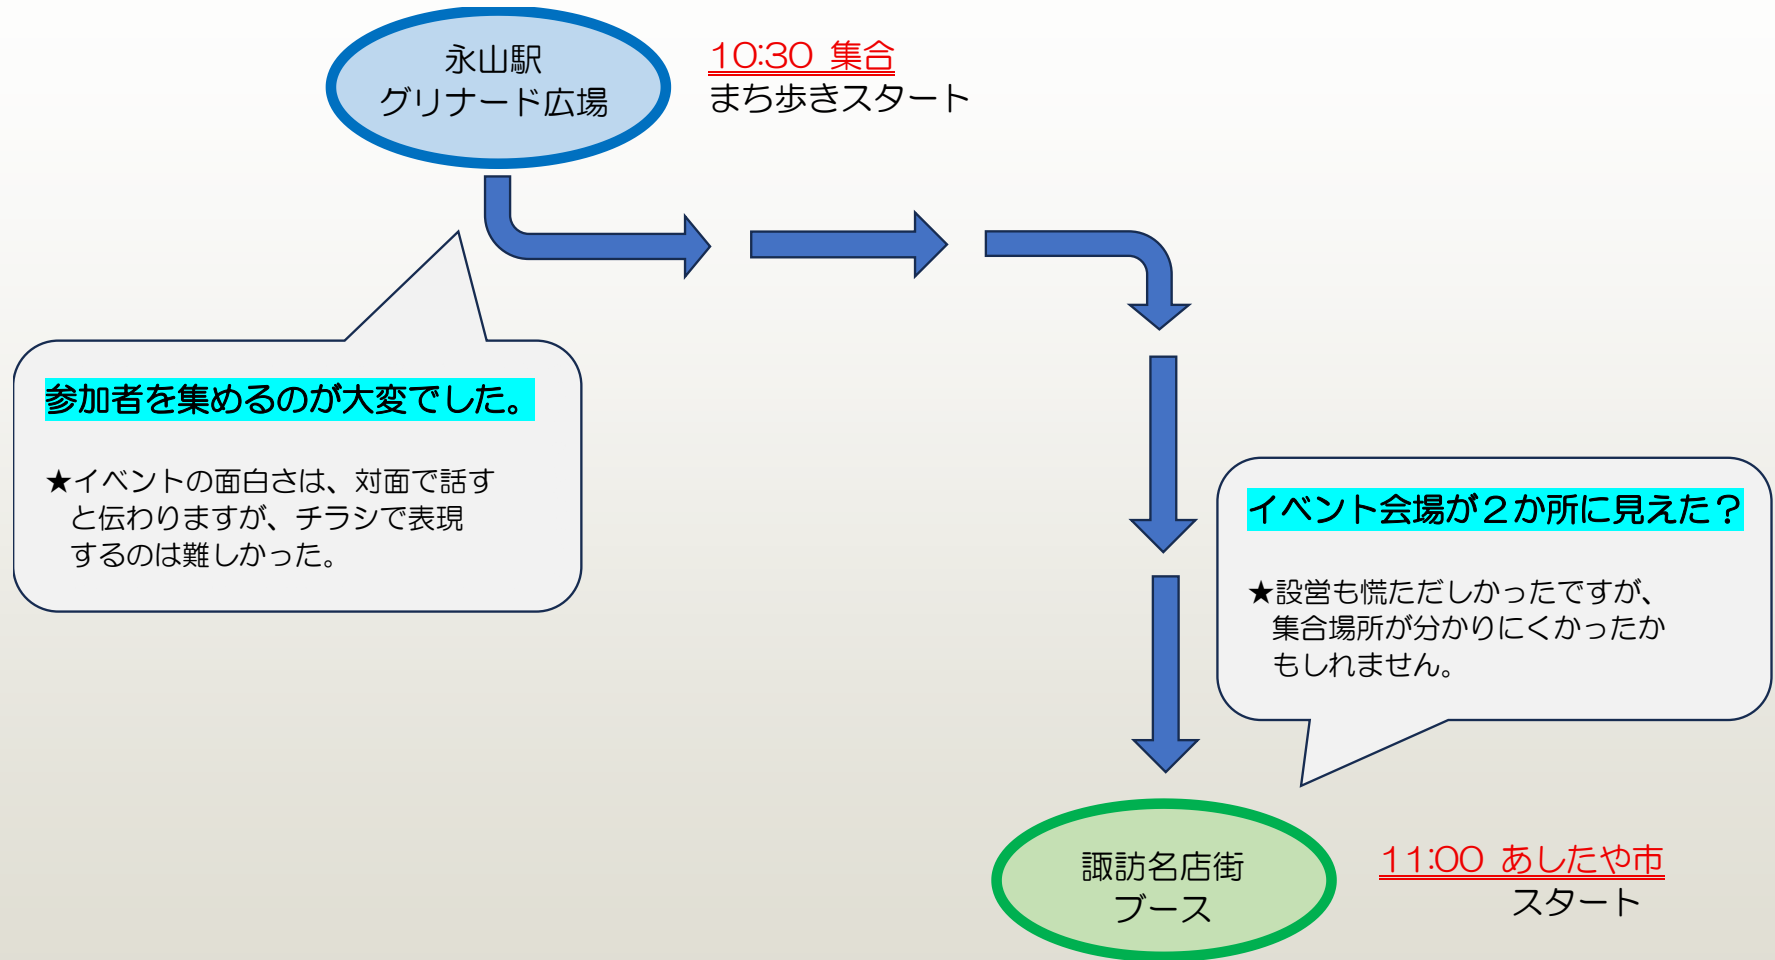 永山駅
グリナード広場
10:30 集合
まち歩きスタート
参加者を集めるのが大変でした。
★イベントの面白さは、対面で話す
と伝わりますが、チラシで表現
するのは難しかった。
イベント会場が２か所に見えた？
★設営も慌ただしかったですが、
集合場所が分かりにくかったか
もしれません。
諏訪名店街
ブース
11:00 あしたや市
スタート